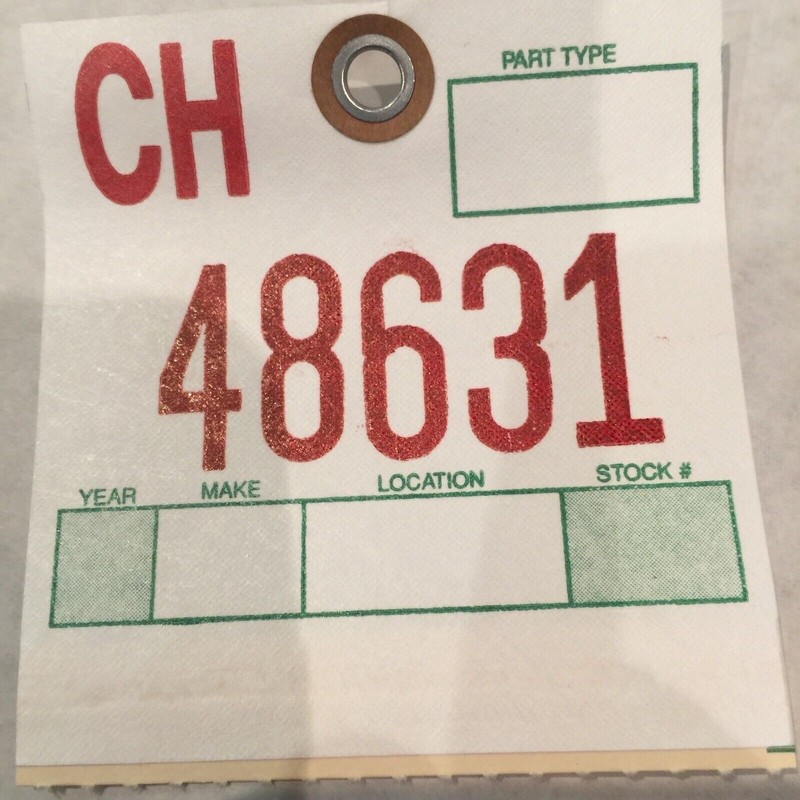 CH
PART TYPE
48631
YEAR MAKE LOCATION STOCK #